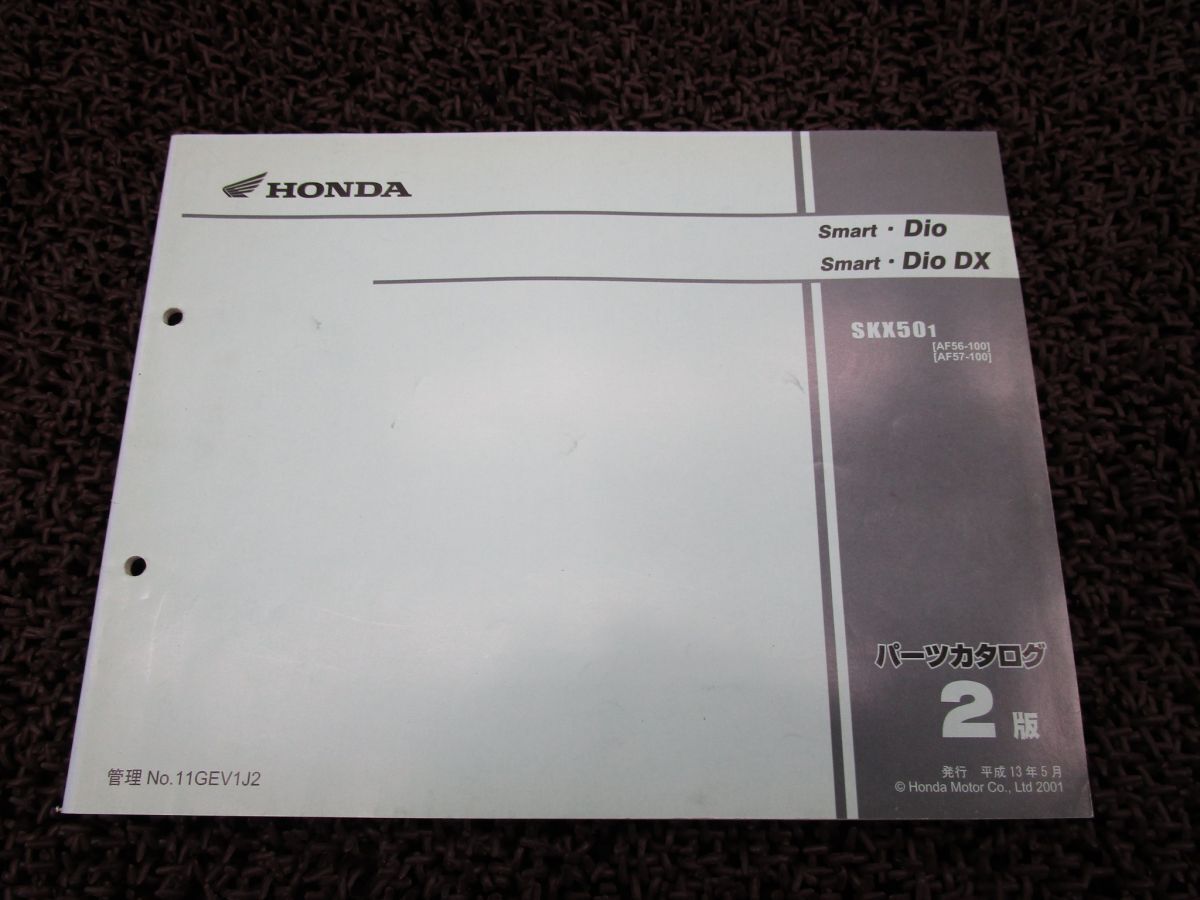 HONDA
Smart・Dio
Smart・Dio DX
SKX501
[AF56-100]
[AF57-100]
パーツカタログ
2版
管理 No.11GEV1J2
発行 平成13年5月
© Honda Motor Co., Ltd 2001